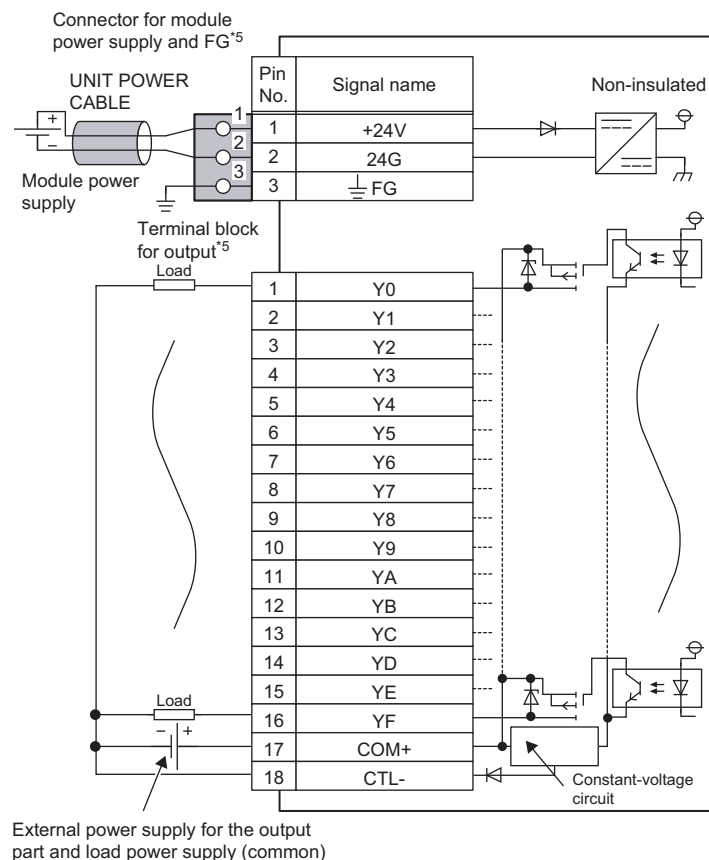 Connector for module
power supply and FG*5
UNIT POWER
CABLE
+
−
Module power
supply
1
2
3
Pin
No.
Signal name
1 +24V
2 24G
3 FG
Non-insulated
Terminal block
for output*5
Load
1 Y0
2 Y1
3 Y2
4 Y3
5 Y4
6 Y5
7 Y6
8 Y7
9 Y8
10 Y9
11 YA
12 YB
13 YC
14 YD
15 YE
Load
16 YF
− +
17 COM+
18 CTL-
Constant-voltage
circuit
External power supply for the output
part and load power supply (common)